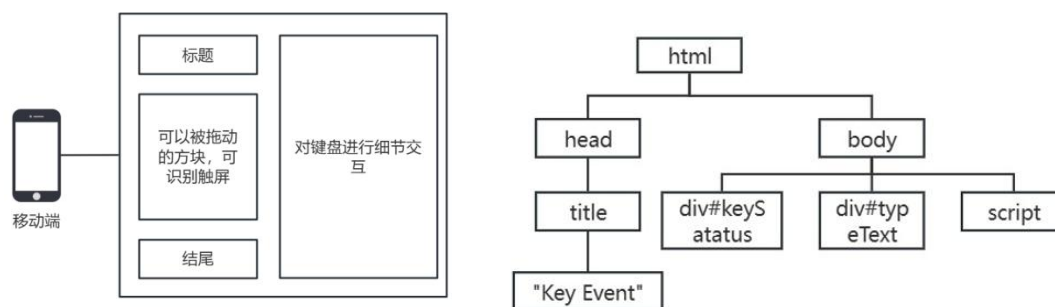 标题
可以被拖动
的方块，可
识别触屏
结尾
对键盘进行细节交
互
移动端
html
head
body
title
div#keyS
atatus
div#typ
eText
script
"Key Event"